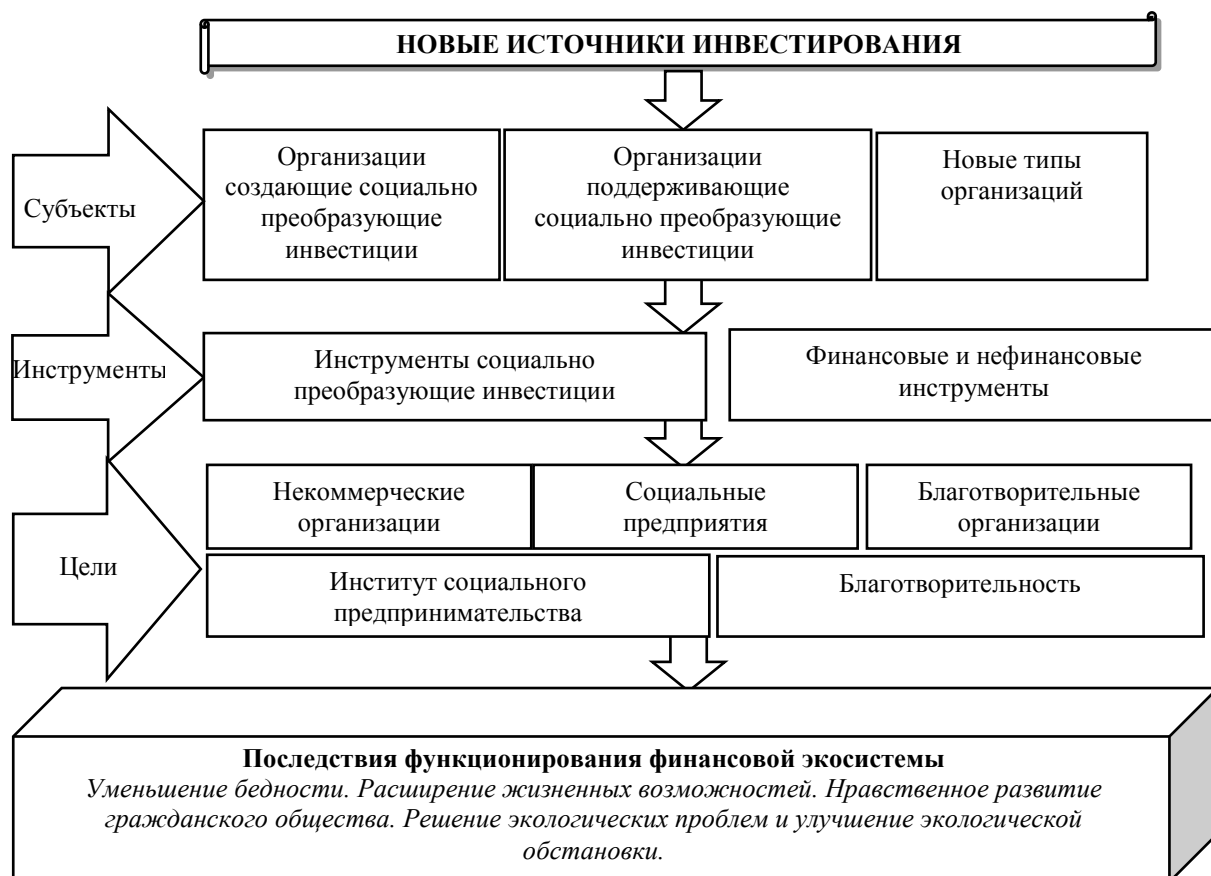 НОВЫЕ ИСТОЧНИКИ ИНВЕСТИРОВАНИЯ
Субъекты
Организации
создающие социально
преобразующие
инвестиции
Организации
поддерживающие
социально преобразующие
инвестиции
Новые типы
организаций
Инструменты
Инструменты социально
преобразующие инвестиции
Финансовые и нефинансовые
инструменты
Цели
Некоммерческие
организации
Социальные
предприятия
Благотворительные
организации
Институт социального
предпринимательства
Благотворительность
Последствия функционирования финансовой экосистемы
Уменьшение бедности. Расширение жизненных возможностей. Нравственное развитие
гражданского общества. Решение экологических проблем и улучшение экологической
обстановки.